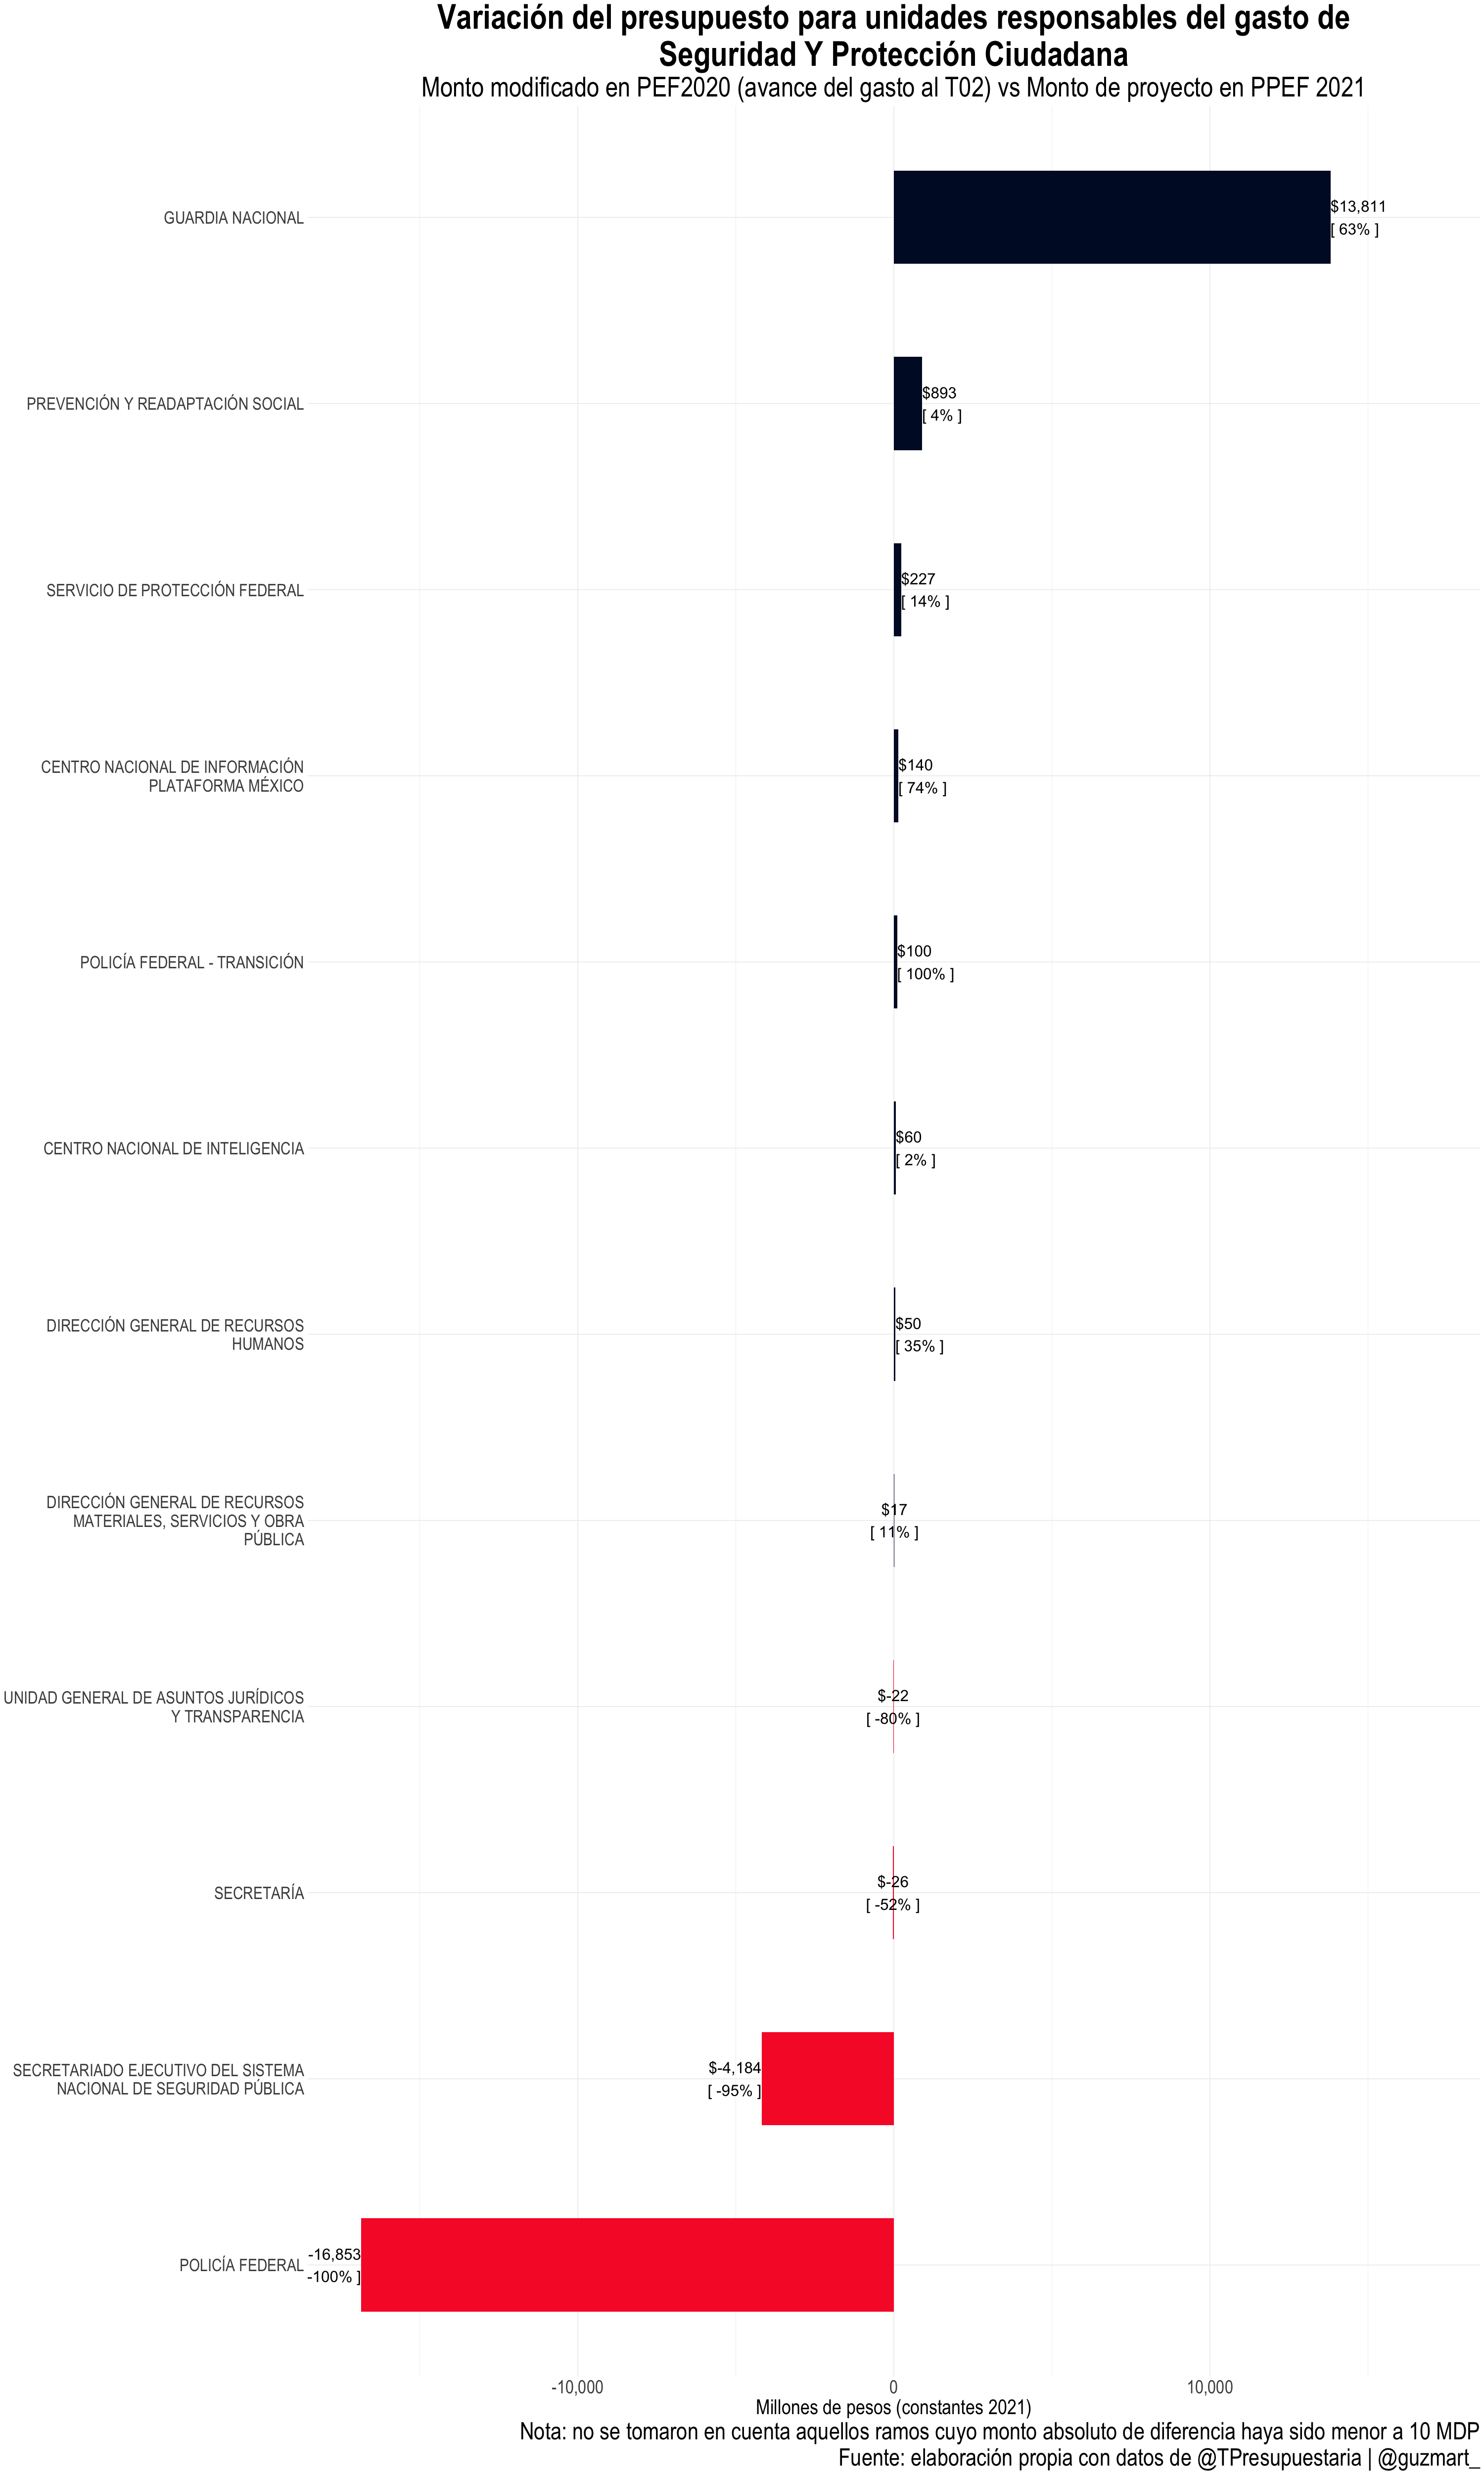 Variación del presupuesto para unidades responsables del gasto de
Seguridad Y Protección Ciudadana
Monto modificado en PEF2020 (avance del gasto al T02) vs Monto de proyecto en PPEF 2021
GUARDIA NACIONAL
$13,811
[ 63% ]
PREVENCIÓN Y READAPTACIÓN SOCIAL
$893
[ 4% ]
SERVICIO DE PROTECCIÓN FEDERAL
$227
[ 14% ]
CENTRO NACIONAL DE INFORMACIÓN
PLATAFORMA MÉXICO
$140
[ 74% ]
POLICÍA FEDERAL - TRANSICIÓN
$100
[ 100% ]
CENTRO NACIONAL DE INTELIGENCIA
$60
[ 2% ]
DIRECCIÓN GENERAL DE RECURSOS
HUMANOS
$50
[ 35% ]
DIRECCIÓN GENERAL DE RECURSOS
MATERIALES, SERVICIOS Y OBRA
PÚBLICA
$17
[ 11% ]
UNIDAD GENERAL DE ASUNTOS JURÍDICOS
Y TRANSPARENCIA
$-22
[ -80% ]
SECRETARÍA
$-26
[ -52% ]
SECRETARIADO EJECUTIVO DEL SISTEMA
NACIONAL DE SEGURIDAD PÚBLICA
$-4,184
[ -95% ]
POLICÍA FEDERAL
-16,853
-100% ]
-10,000
0
10,000
Millones de pesos (constantes 2021)
Nota: no se tomaron en cuenta aquellos ramos cuyo monto absoluto de diferencia haya sido menor a 10 MDP
Fuente: elaboración propia con datos de @TPresupuestaria | @guzmart_